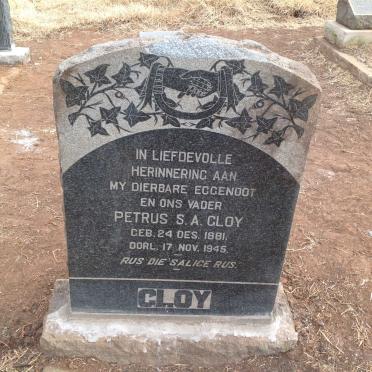 IN LIEFDEVOLLE
HERINNERING AAN
MY DIERBARE EGGENOOT
EN ONS VADER
PETRUS S. A. CLOY
GEB. 24 DES. 1881.
OORL. 17 NOV. 1945.
RUS DIE SALIGE RUS.
CLOY